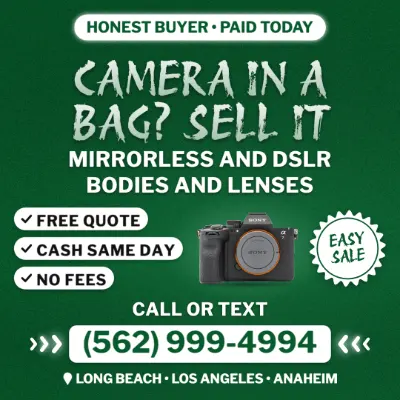 HONEST BUYER • PAID TODAY
CAMERA IN A
BAG? SELL IT
MIRRORLESS AND DSLR
BODIES AND LENSES
✓ FREE QUOTE
✓ CASH SAME DAY
✓ NO FEES
SONY
α
SONY
EASY
SALE
CALL OR TEXT
(562) 999-4994
LONG BEACH • LOS ANGELES • ANAHEIM